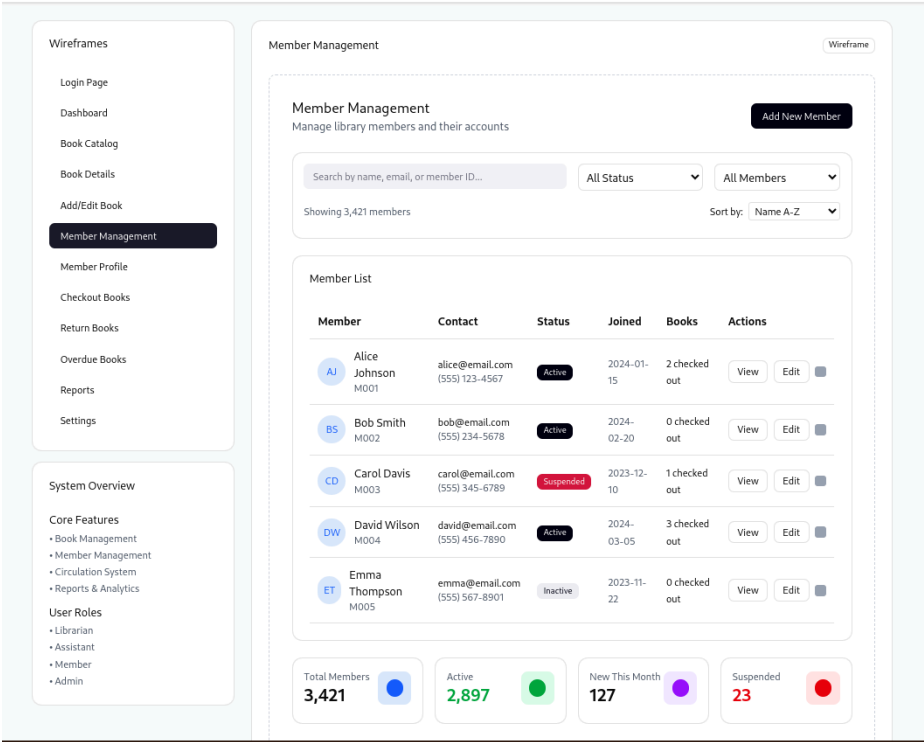 Wireframes
Login Page
Dashboard
Book Catalog
Book Details
Add/Edit Book
Member Management
Member Profile
Checkout Books
Return Books
Overdue Books
Reports
Settings
System Overview
Core Features
• Book Management
• Member Management
• Circulation System
• Reports & Analytics
User Roles
• Librarian
• Assistant
• Member
• Admin
Member Management
Wireframe
Member Management
Manage library members and their accounts
Add New Member
Search by name, email, or member ID...
All Status
All Members
Showing 3,421 members
Sort by: Name A-Z
Member List
Member Contact Status Joined Books Actions
AJ
Alice
Johnson
M001
alice@email.com
(555) 123-4567
Active
2024-01-
15
2 checked
out
View
Edit
BS
Bob Smith
M002
bob@email.com
(555) 234-5678
Active
2024-
02-20
0 checked
out
View
Edit
CD
Carol Davis
M003
carol@email.com
(555) 345-6789
Suspended
2023-12-
10
1 checked
out
View
Edit
DW
David Wilson
M004
david@email.com
(555) 456-7890
Active
2024-
03-05
3 checked
out
View
Edit
ET
Emma
Thompson
M005
emma@email.com
(555) 567-8901
Inactive
2023-11-
22
0 checked
out
View
Edit
Total Members
3,421
Active
2,897
New This Month
127
Suspended
23